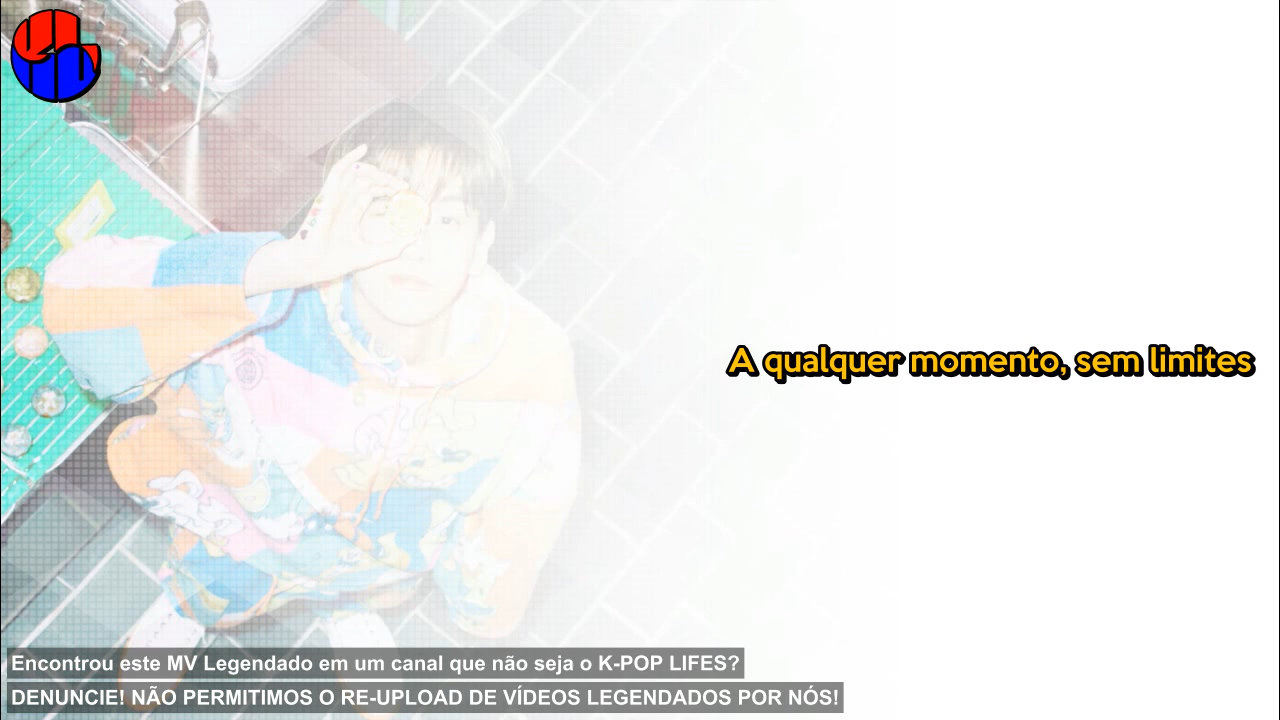 A qualquer momento, sem limites
Encontrou este MV Legendado em um canal que não seja o K-POP LIFES?
DENUNCIE! NÃO PERMITIMOS O RE-UPLOAD DE VÍDEOS LEGENDADOS POR NÓS!